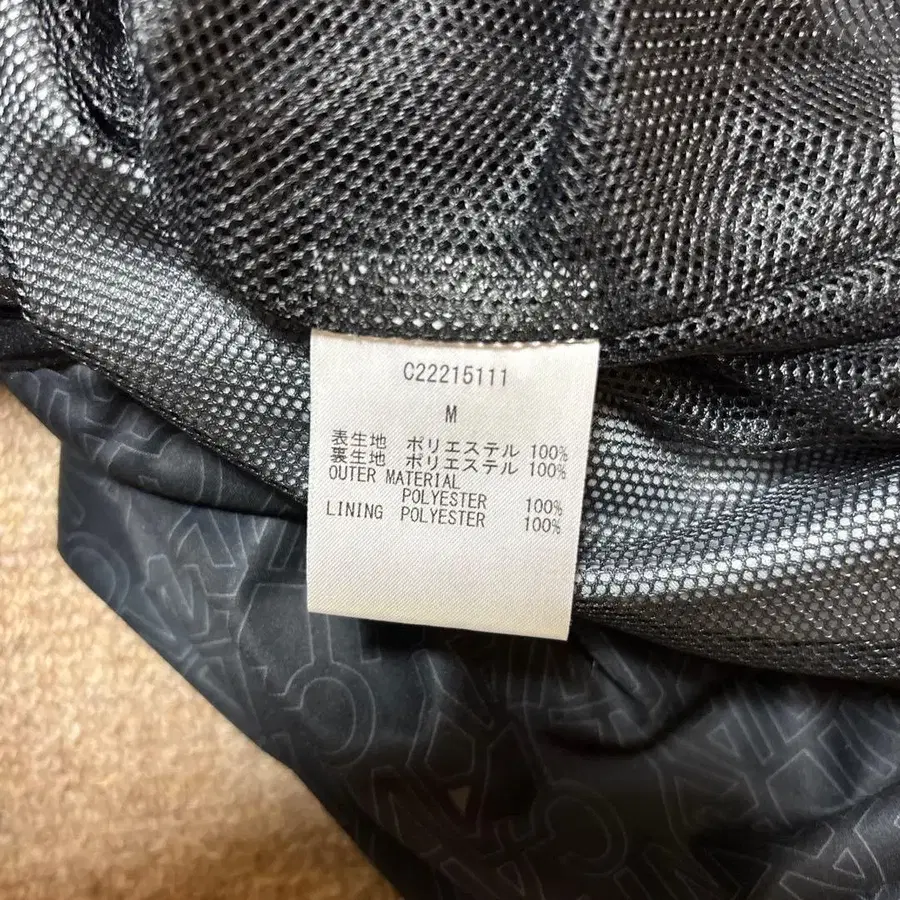 C22215111
M
表生地 ポリエステル 100%
裏生地 ポリエステル 100%
OUTER MATERIAL
POLYESTER 100%
LINING POLYESTER 100%